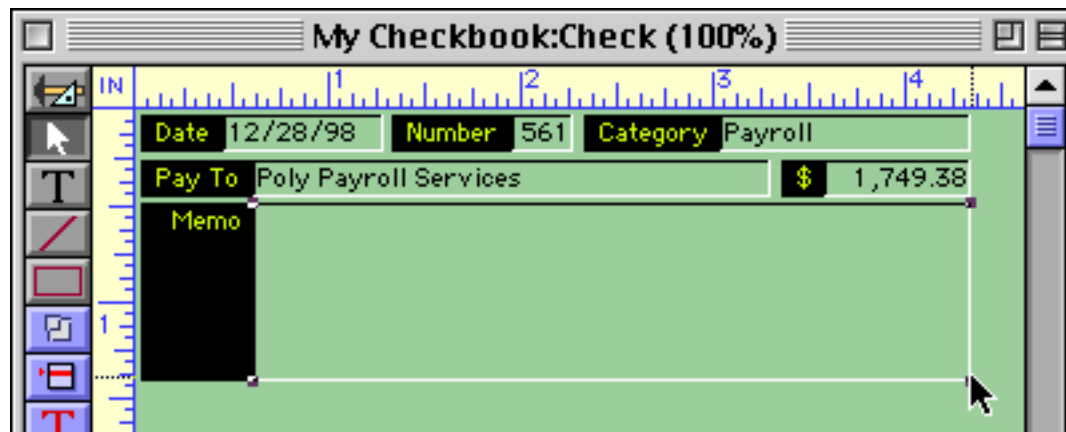 My Checkbook:Check (100%)
IN 1 2 3 4
Date 12/28/98 Number 561 Category Payroll
T Pay To Poly Payroll Services $ 1,749.38
Memo
1
T